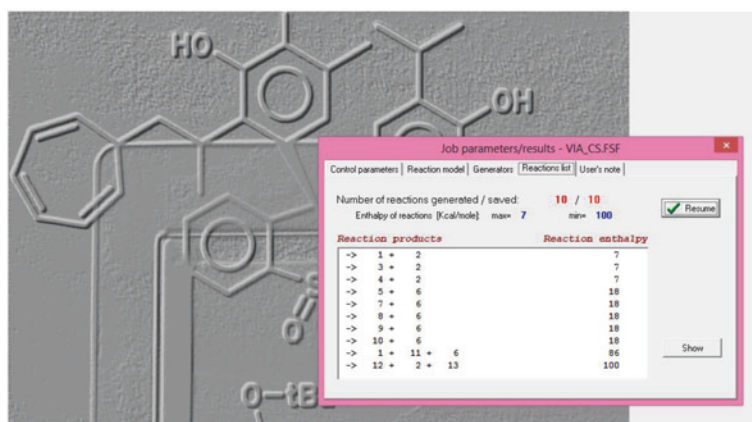 HO
OH
Job parameters/results - VIA_CS.FSF
Control parameters | Reaction model | Generators | Reactions list | User's note
Number of reactions generated / saved: 10 / 10
Resume
Enthalpy of reactions [Kcal/mole]: max= 7 min= 100
Reaction products Reaction enthalpy
-> 1 + 2 7
-> 3 + 2 7
-> 4 + 2 7
-> 5 + 6 18
-> 7 + 6 18
-> 8 + 6 18
-> 9 + 6 18
-> 10 + 6 18
-> 1 + 11 + 6 86
-> 12 + 2 + 13 100
Show
S
O
O-tB